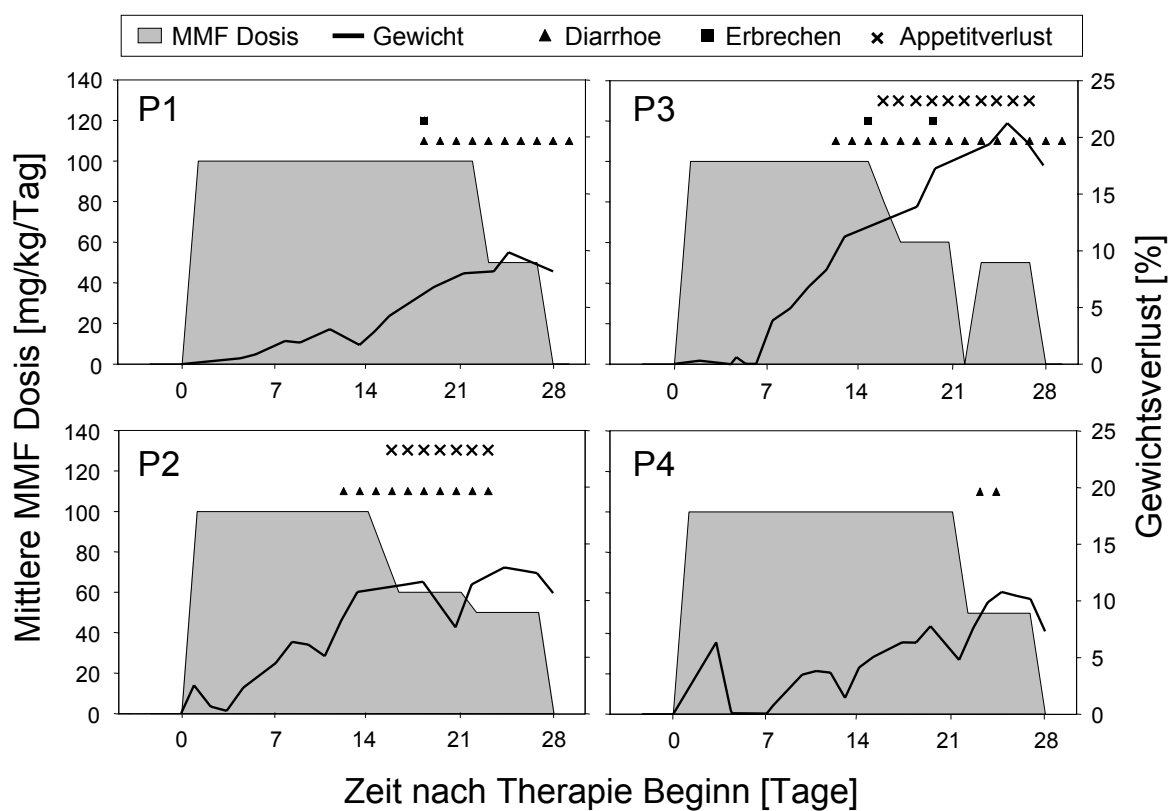 MMF Dosis Gewicht Diarrhoe Erbrechen Appetitverlust
Mittlere MMF Dosis [mg/kg/Tag]
P1
140
120
100
80
60
40
20
0
0 7 14 21 28
P3
25
20
15
10
5
0
0 7 14 21 28
P2
140
120
100
80
60
40
20
0
0 7 14 21 28
P4
25
20
15
10
5
0
0 7 14 21 28
Gewichtsverlust [%]
Zeit nach Therapie Beginn [Tage]